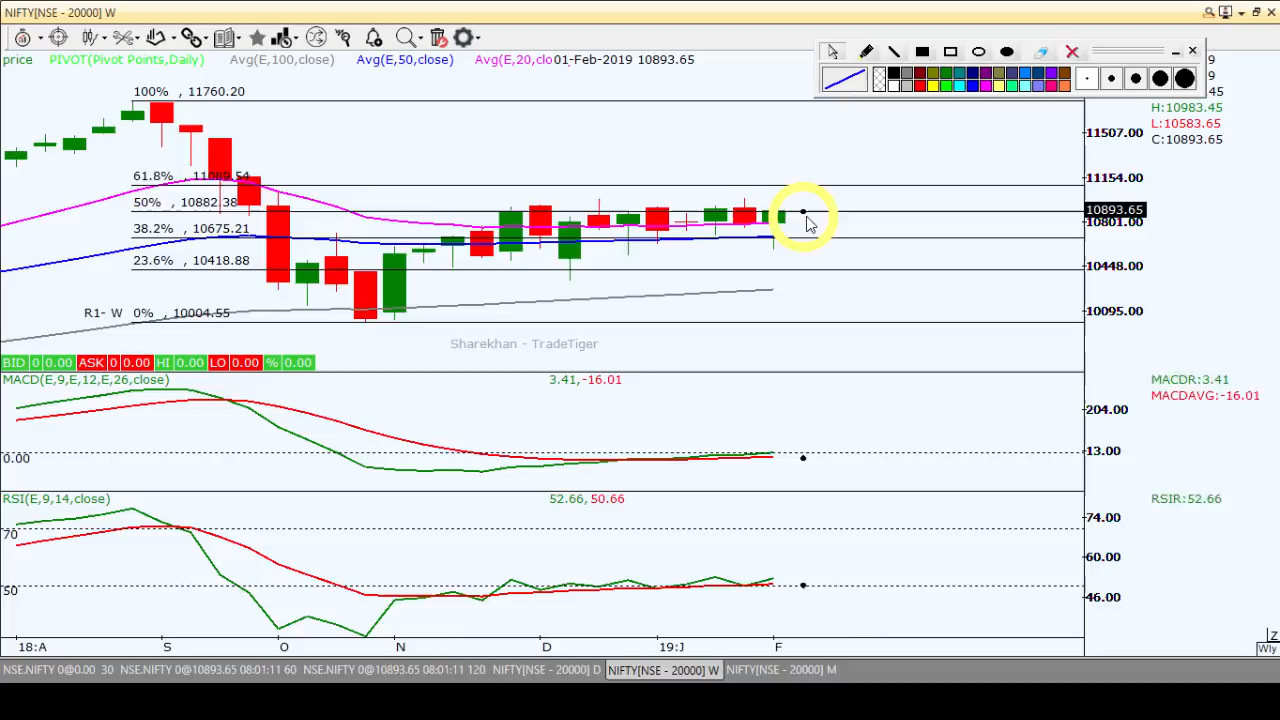 NIFTY[NSE - 20000] W
price PIVOT(Pivot Points,Daily) Avg(E,100,close) Avg(E,50,close) Avg(E,20,clo 01-Feb-2019 10893.65
9
9
45
H:10983.45
L:10583.65
C:10893.65
100% , 11760.20
61.8% , 11089.54
50% , 10882.38
38.2% , 10675.21
23.6% , 10418.88
R1- W 0% , 10004.55
11507.00
11154.00
10893.65
10801.00
10448.00
10095.00
Sharekhan - TradeTiger
BID 0 0.00 ASK 0 0.00 HI 0.00 LO 0.00 % 0.00
MACD(E,9,E,12,E,26,close) 3.41,-16.01
MACDR:3.41
MACDAVG:-16.01
204.00
13.00
0.00
RSI(E,9,14,close) 52.66,50.66
RSIR:52.66
74.00
70
60.00
50
46.00
18:A S O N D 19:J F
Z
Wly
NSE.NIFTY 0@0.00 30 NSE.NIFTY 0@10893.65 08:01:11 60 NSE.NIFTY 0@10893.65 08:01:11 120 NIFTY[NSE - 20000] D NIFTY[NSE - 20000] W NIFTY[NSE - 20000] M